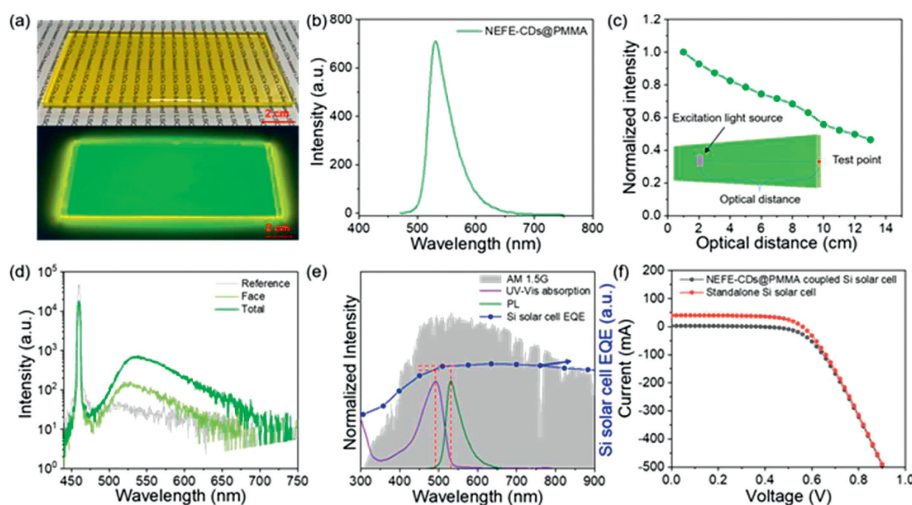 (a)
2 cm
2 cm
(b)
NEFE-CDs@PMMA
Intensity (a.u.)
800
600
400
200
0
400 500 600 700 800
Wavelength (nm)
(c)
Normalized intensity
1.0
0.8
0.6
0.4
0.2
0.0
Excitation light source
Test point
Optical distance
0 2 4 6 8 10 12 14
Optical distance (cm)
(d)
Intensity (a.u.)
10⁵
10⁴
10³
10²
10¹
10⁰
Reference
Face
Total
450 500 550 600 650 700 750
Wavelength (nm)
(e)
Normalized Intensity
AM 1.5G
UV-Vis absorption
PL
Si solar cell EQE
Si solar cell EQE (a.u.)
300 400 500 600 700 800 900
Wavelength (nm)
(f)
Current (mA)
100
0
-100
-200
-300
-400
-500
NEFE-CDs@PMMA coupled Si solar cell
Standalone Si solar cell
0.0 0.2 0.4 0.6 0.8 1.0
Voltage (V)